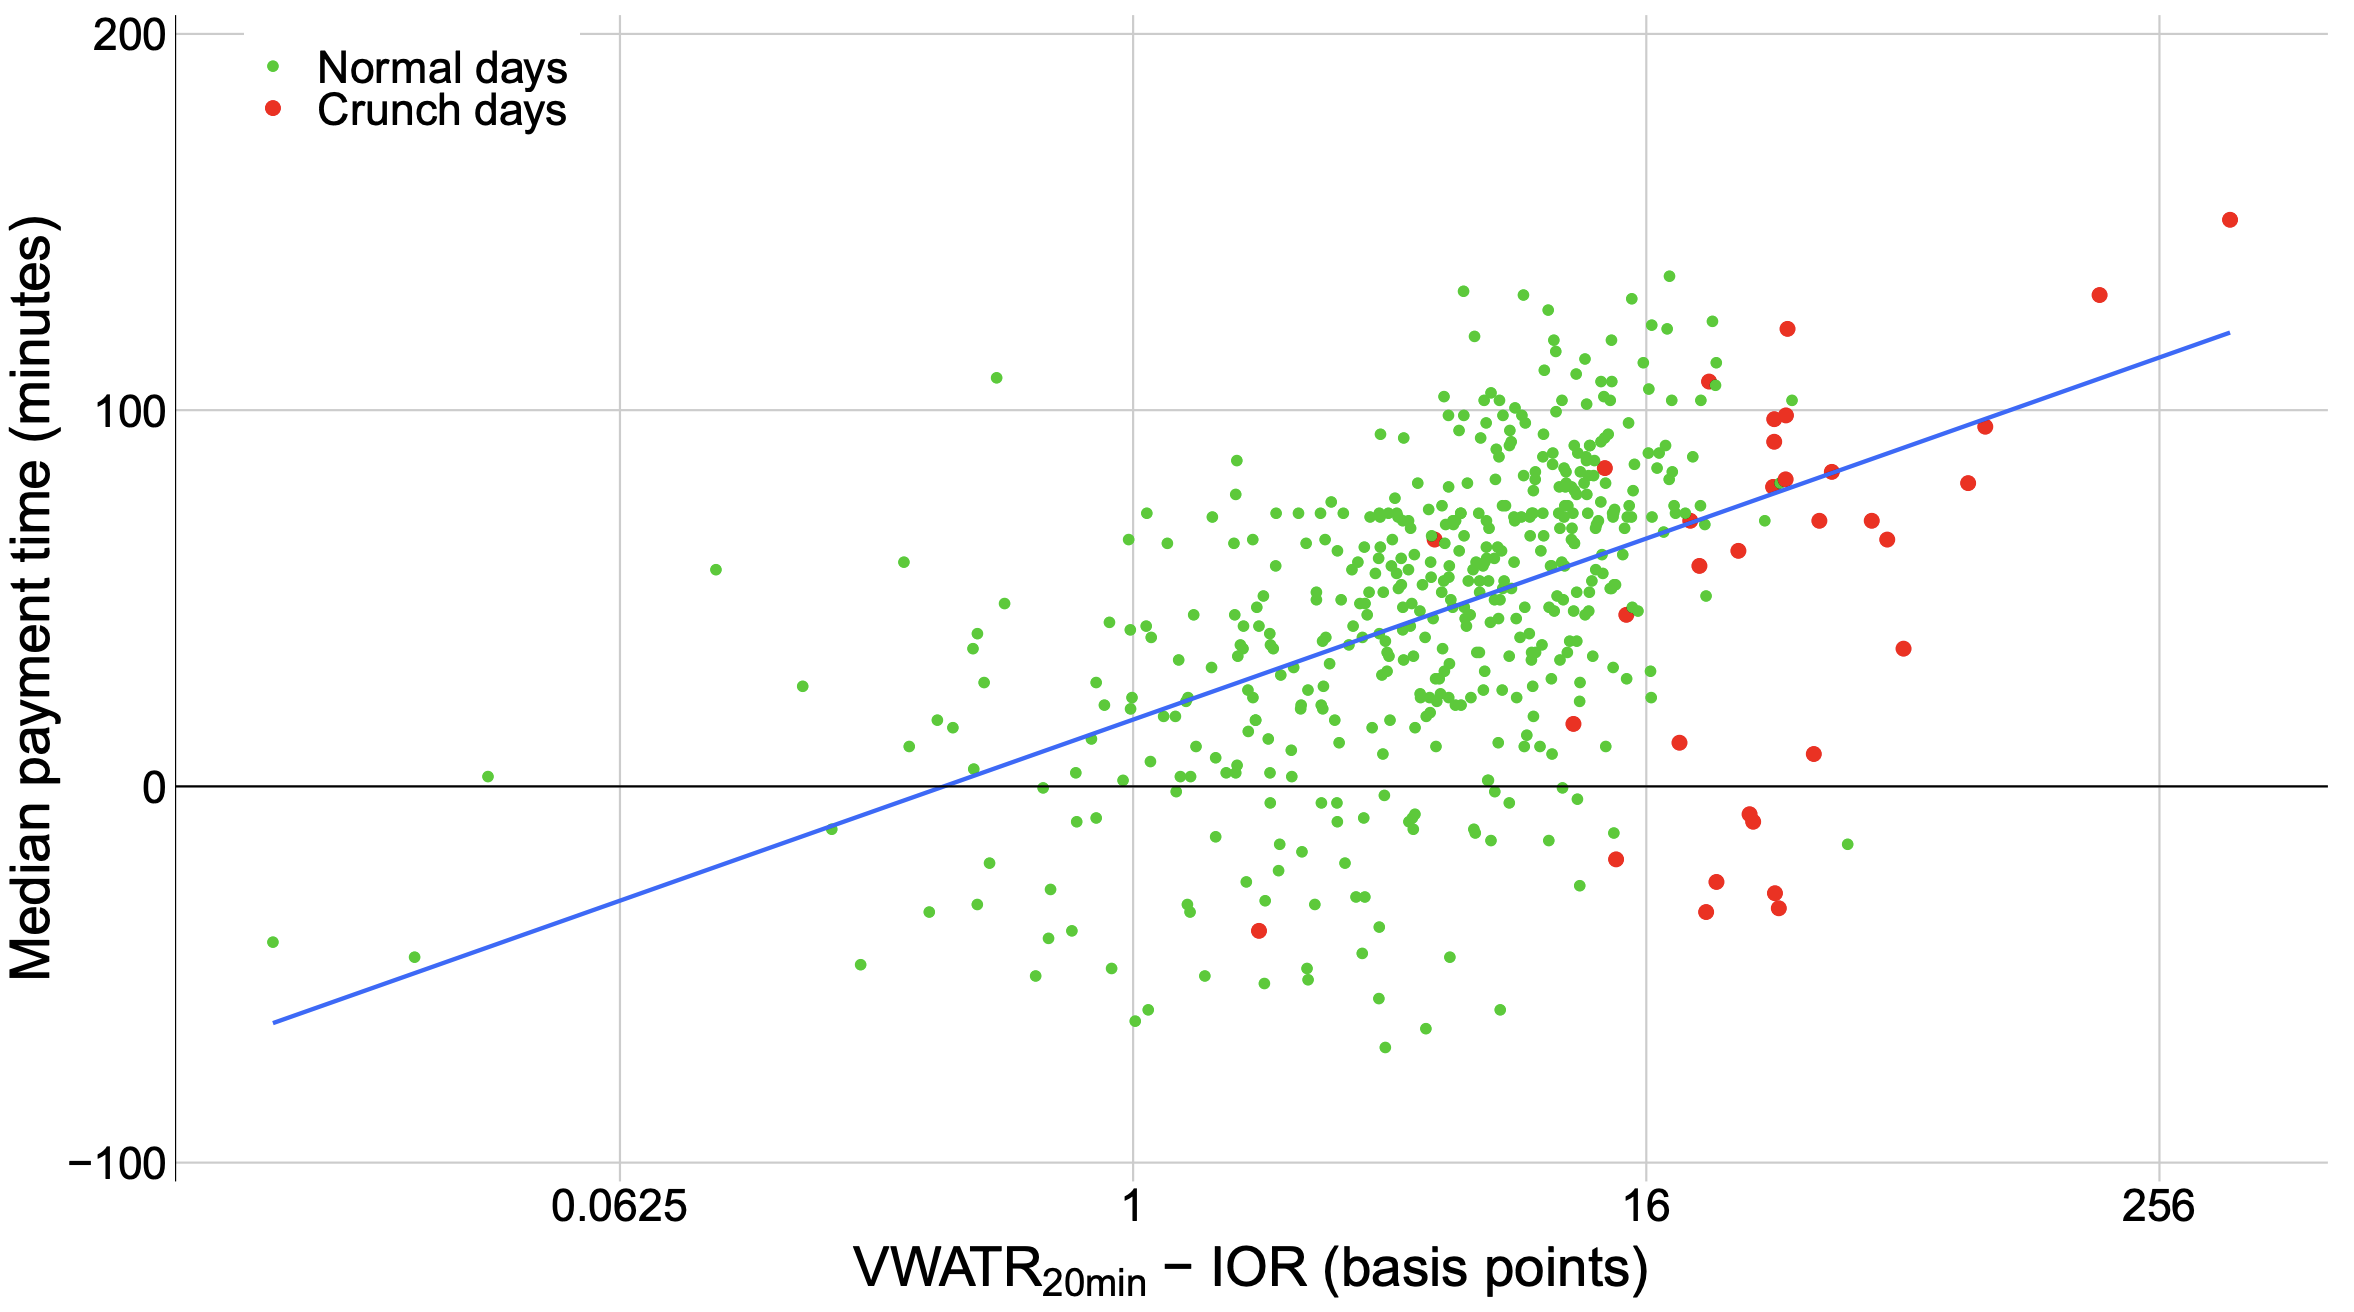 200
Normal days
Crunch days
Median payment time (minutes)
100
0
−100
0.0625 1 16 256
VWATR20min − IOR (basis points)